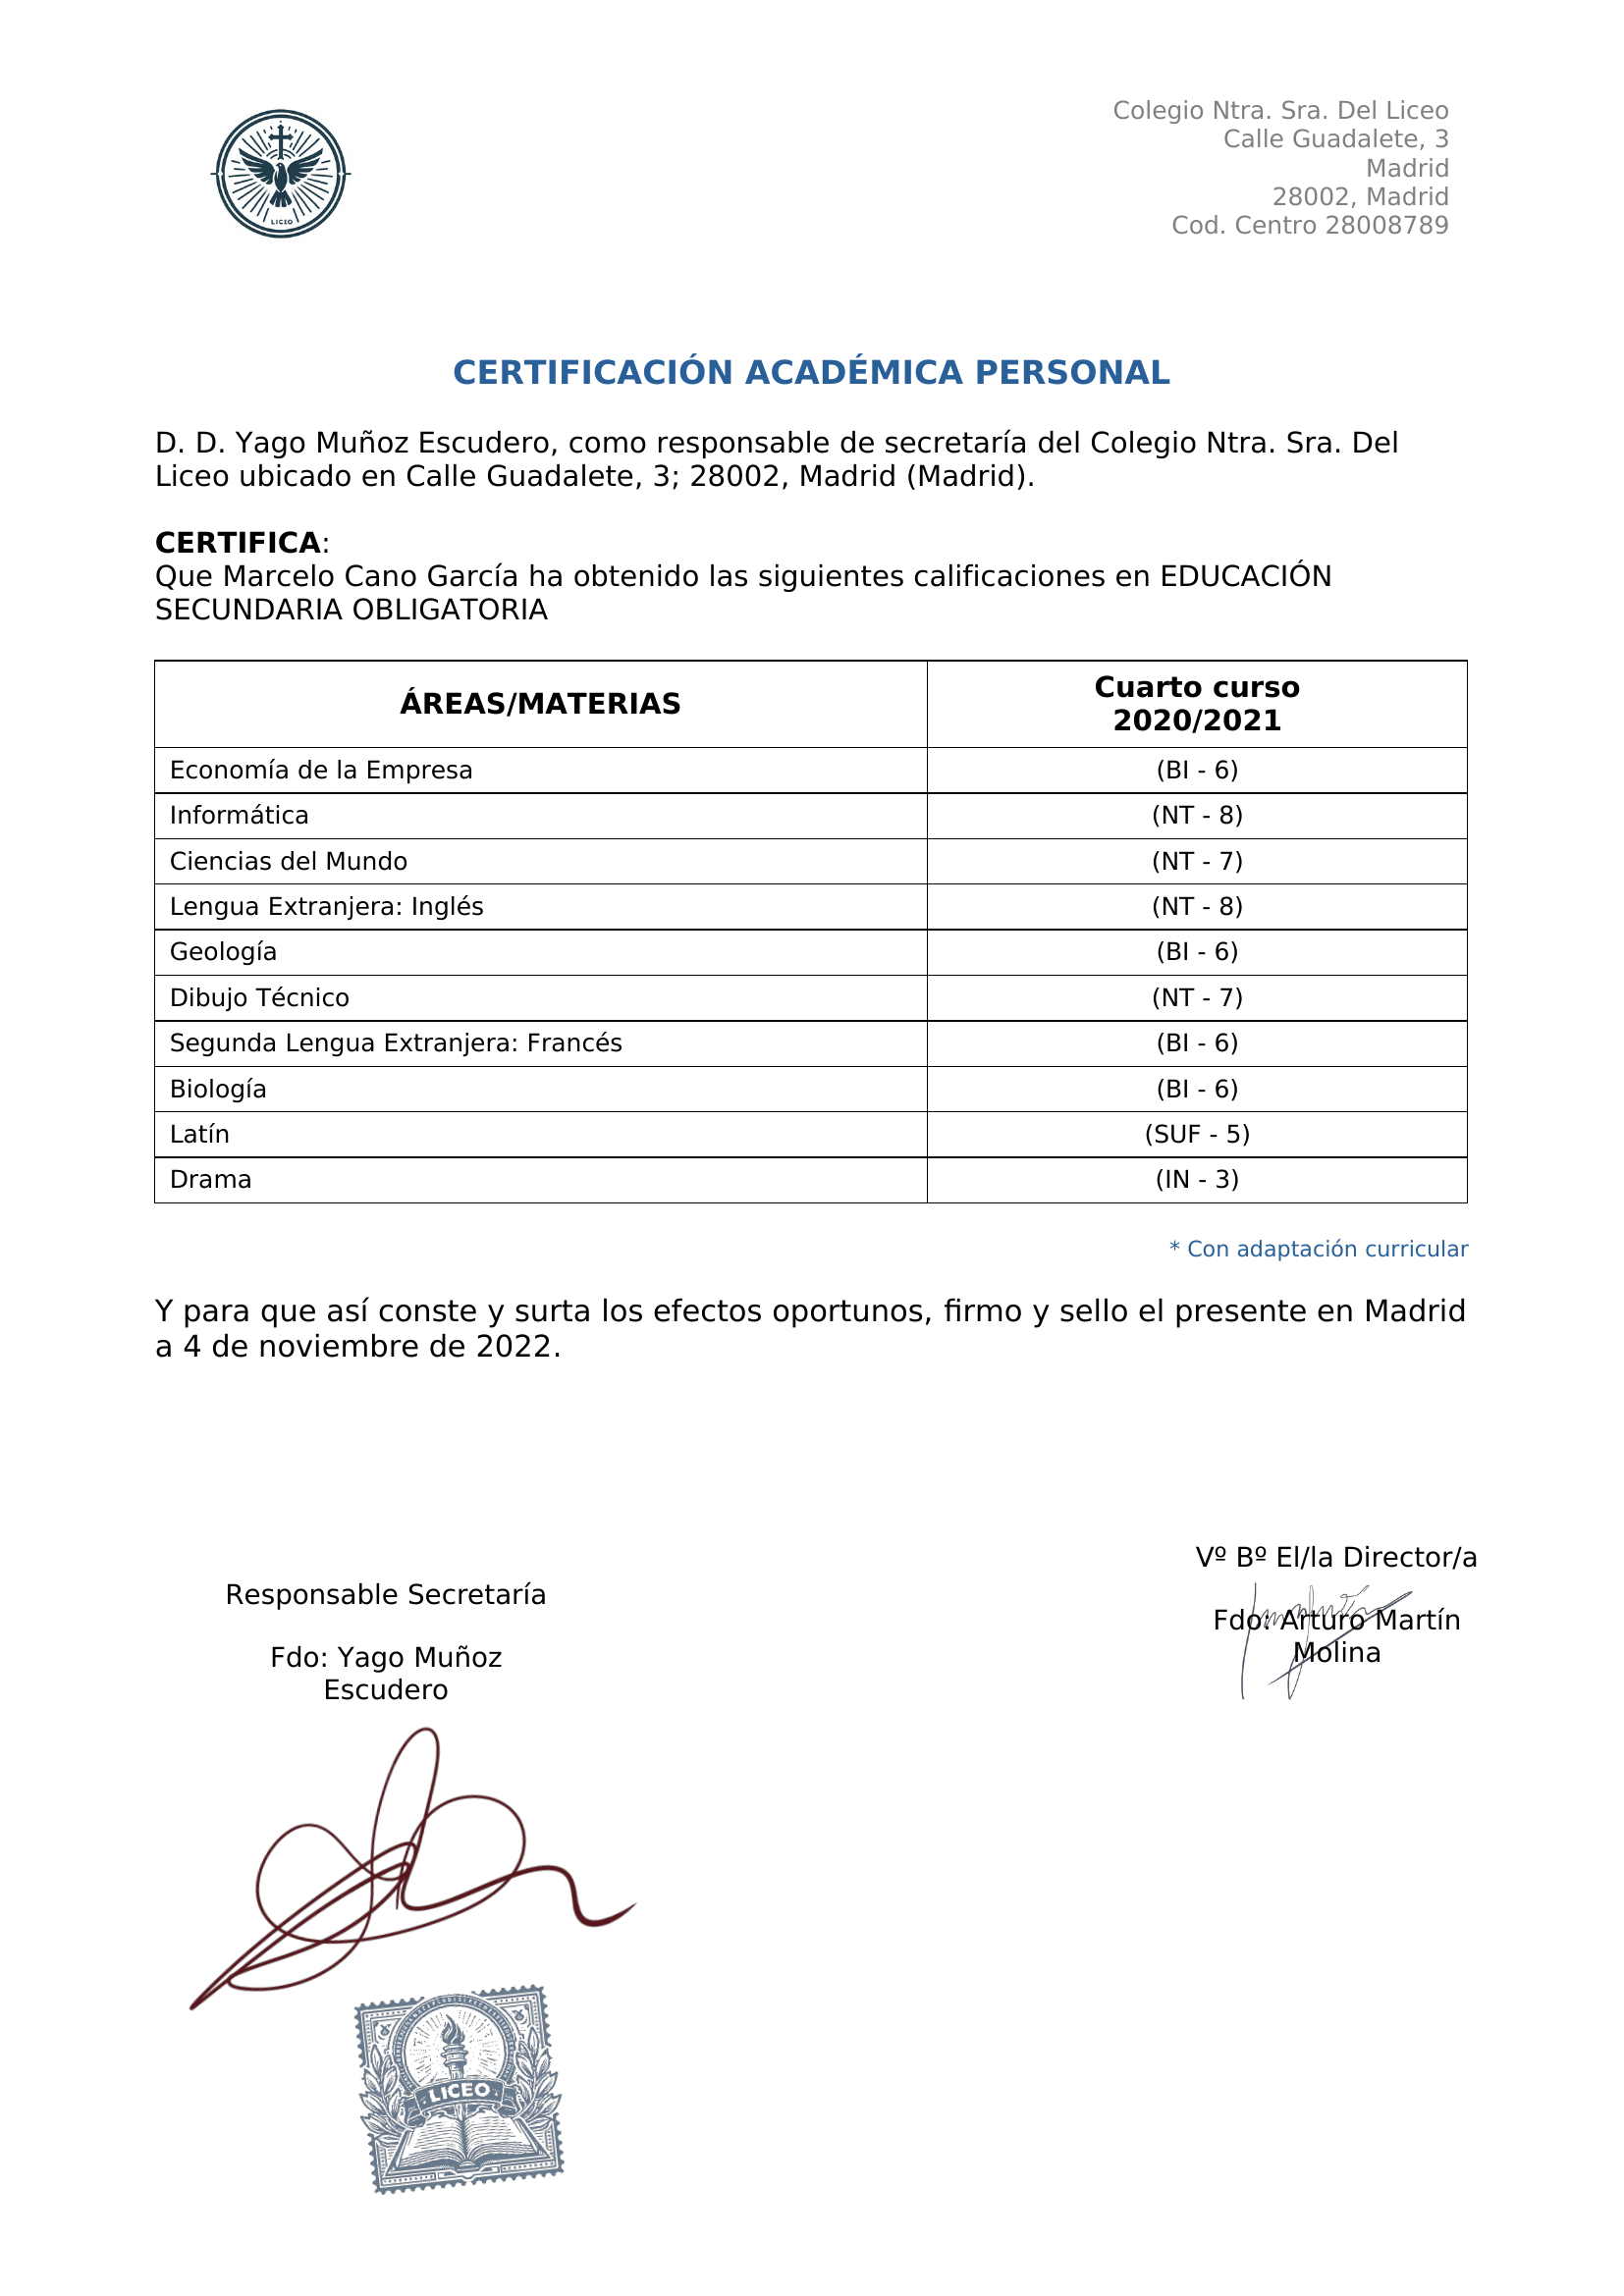 LICEO
Colegio Ntra. Sra. Del Liceo
Calle Guadalete, 3
Madrid
28002, Madrid
Cod. Centro 28008789
CERTIFICACIÓN ACADÉMICA PERSONAL
D. D. Yago Muñoz Escudero, como responsable de secretaría del Colegio Ntra. Sra. Del
Liceo ubicado en Calle Guadalete, 3; 28002, Madrid (Madrid).
CERTIFICA:
Que Marcelo Cano García ha obtenido las siguientes calificaciones en EDUCACIÓN
SECUNDARIA OBLIGATORIA
ÁREAS/MATERIAS Cuarto curso
2020/2021
Economía de la Empresa (BI - 6)
Informática (NT - 8)
Ciencias del Mundo (NT - 7)
Lengua Extranjera: Inglés (NT - 8)
Geología (BI - 6)
Dibujo Técnico (NT - 7)
Segunda Lengua Extranjera: Francés (BI - 6)
Biología (BI - 6)
Latín (SUF - 5)
Drama (IN - 3)
* Con adaptación curricular
Y para que así conste y surta los efectos oportunos, firmo y sello el presente en Madrid
a 4 de noviembre de 2022.
Responsable Secretaría
Fdo: Yago Muñoz
Escudero
Vº Bº El/la Director/a
Fdo: Arturo Martín
Molina
LICEO